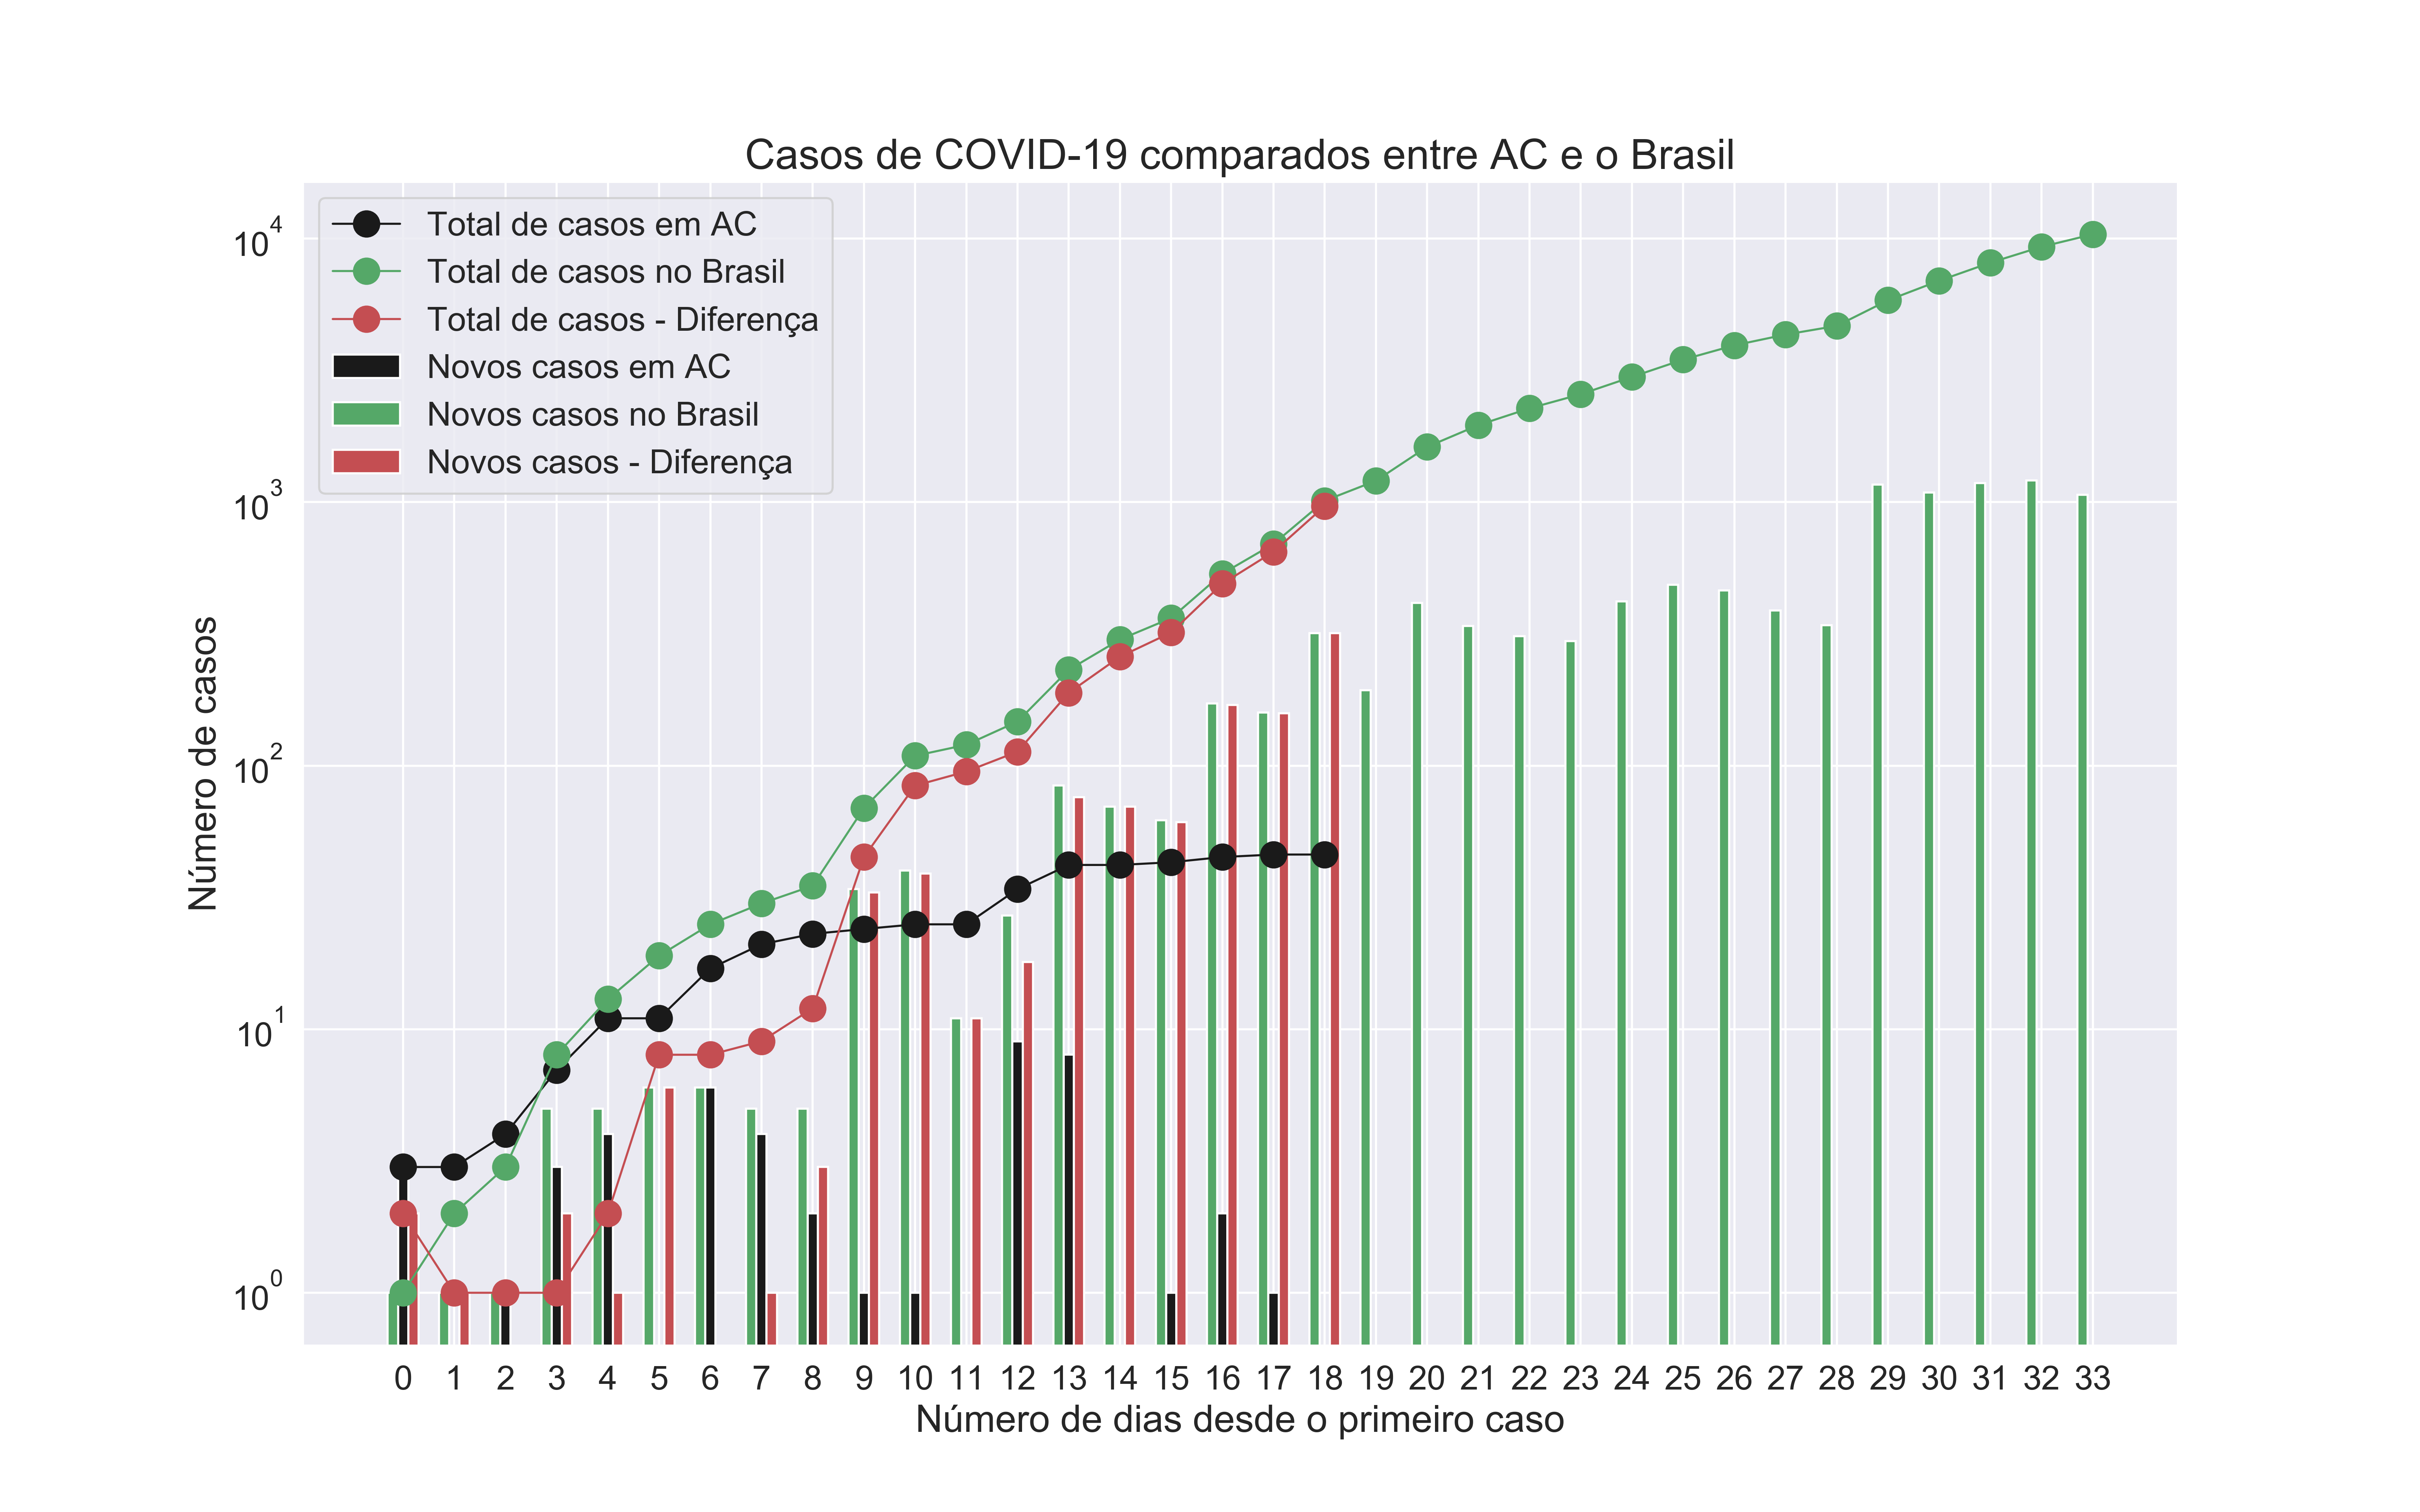 Casos de COVID-19 comparados entre AC e o Brasil
Total de casos em AC
Total de casos no Brasil
Total de casos - Diferença
Novos casos em AC
Novos casos no Brasil
Novos casos - Diferença
10^4
10^3
10^2
10^1
10^0
Número de casos
0 1 2 3 4 5 6 7 8 9 10 11 12 13 14 15 16 17 18 19 20 21 22 23 24 25 26 27 28 29 30 31 32 33
Número de dias desde o primeiro caso